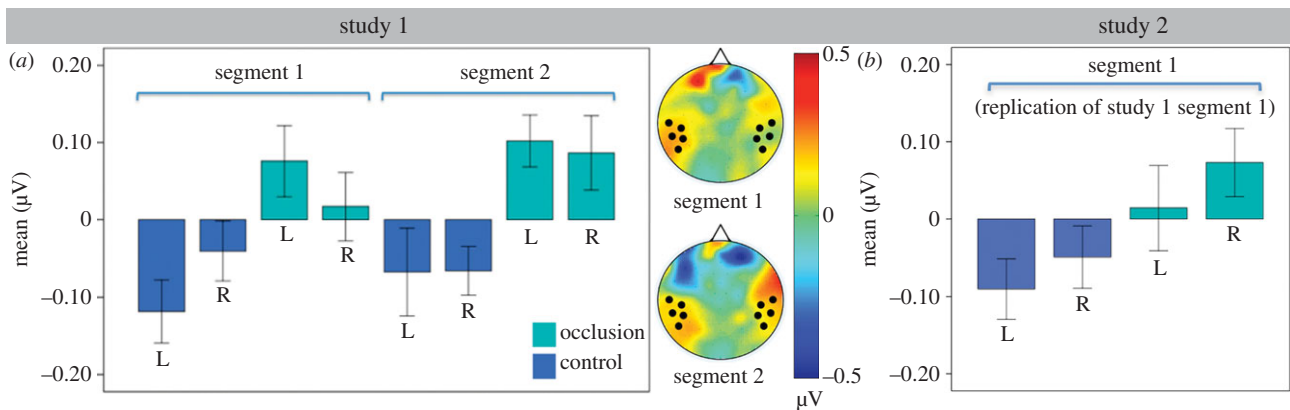 study 1
study 2
(a)
0.20
0.10
0
–0.10
–0.20
mean (µV)
segment 1
segment 2
L
R
L
R
L
R
L
R
occlusion
control
segment 1
segment 2
0.5
0
–0.5
µV
(b)
0.20
0.10
0
–0.10
–0.20
mean (µV)
segment 1
(replication of study 1 segment 1)
L
R
L
R